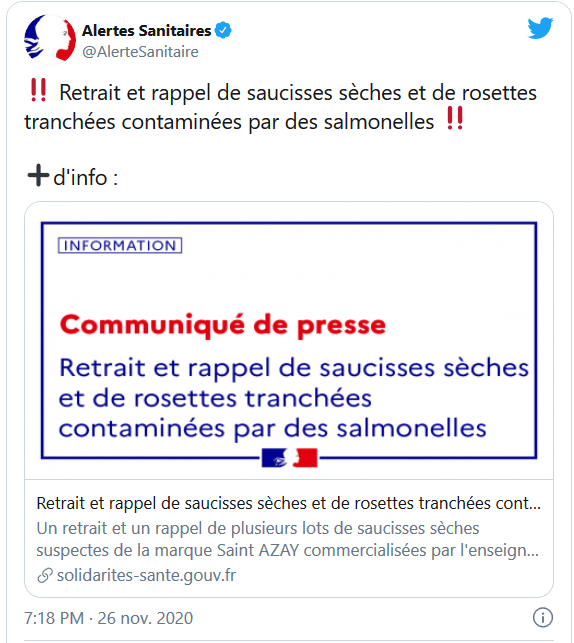 Alertes Sanitaires
@AlerteSanitaire
‼️ Retrait et rappel de saucisses sèches et de rosettes
tranchées contaminées par des salmonelles ‼️
➕d'info :
INFORMATION
Communiqué de presse
Retrait et rappel de saucisses sèches
et de rosettes tranchées
contaminées par des salmonelles
Retrait et rappel de saucisses sèches et de rosettes tranchées cont...
Un retrait et un rappel de plusieurs lots de saucisses sèches
suspectes de la marque Saint AZAY commercialisées par l'enseign...
solidarites-sante.gouv.fr
7:18 PM · 26 nov. 2020